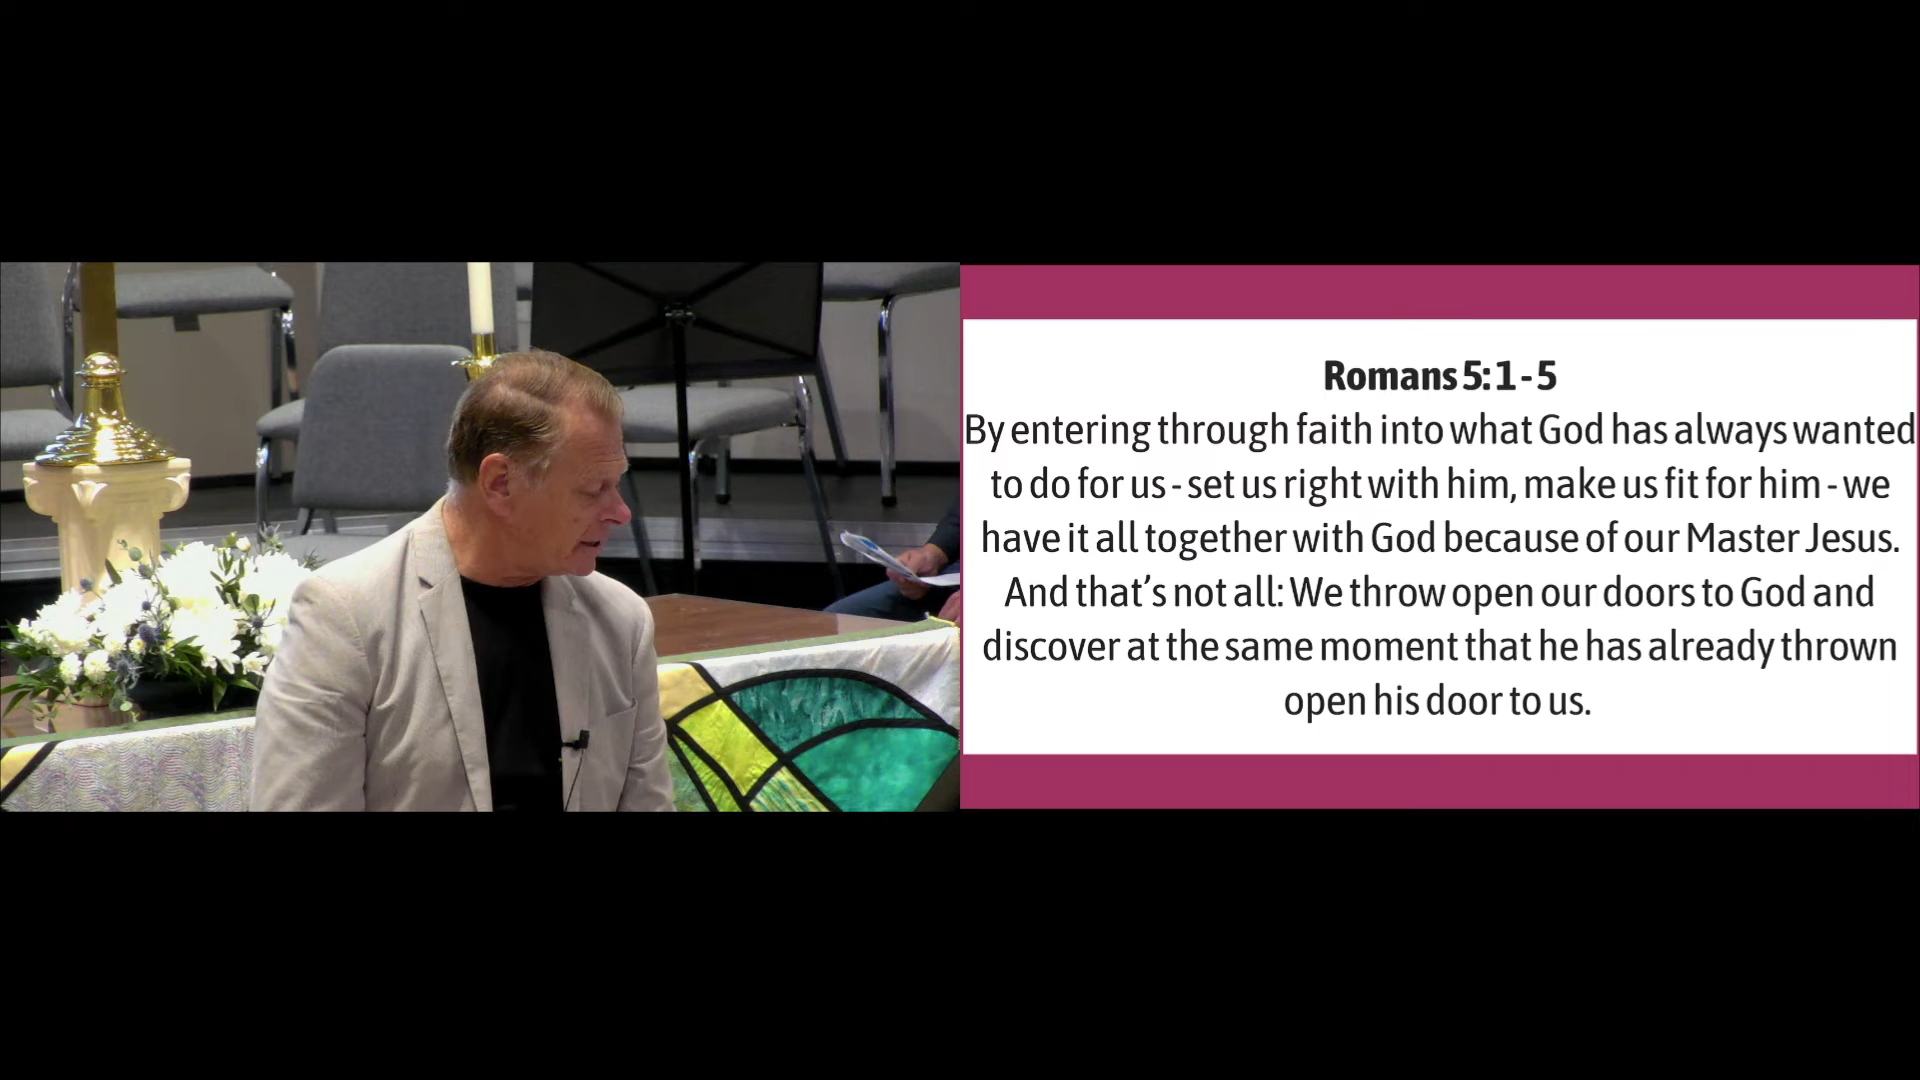 Romans 5:1 - 5
By entering through faith into what God has always wanted
to do for us - set us right with him, make us fit for him - we
have it all together with God because of our Master Jesus.
And that’s not all: We throw open our doors to God and
discover at the same moment that he has already thrown
open his door to us.